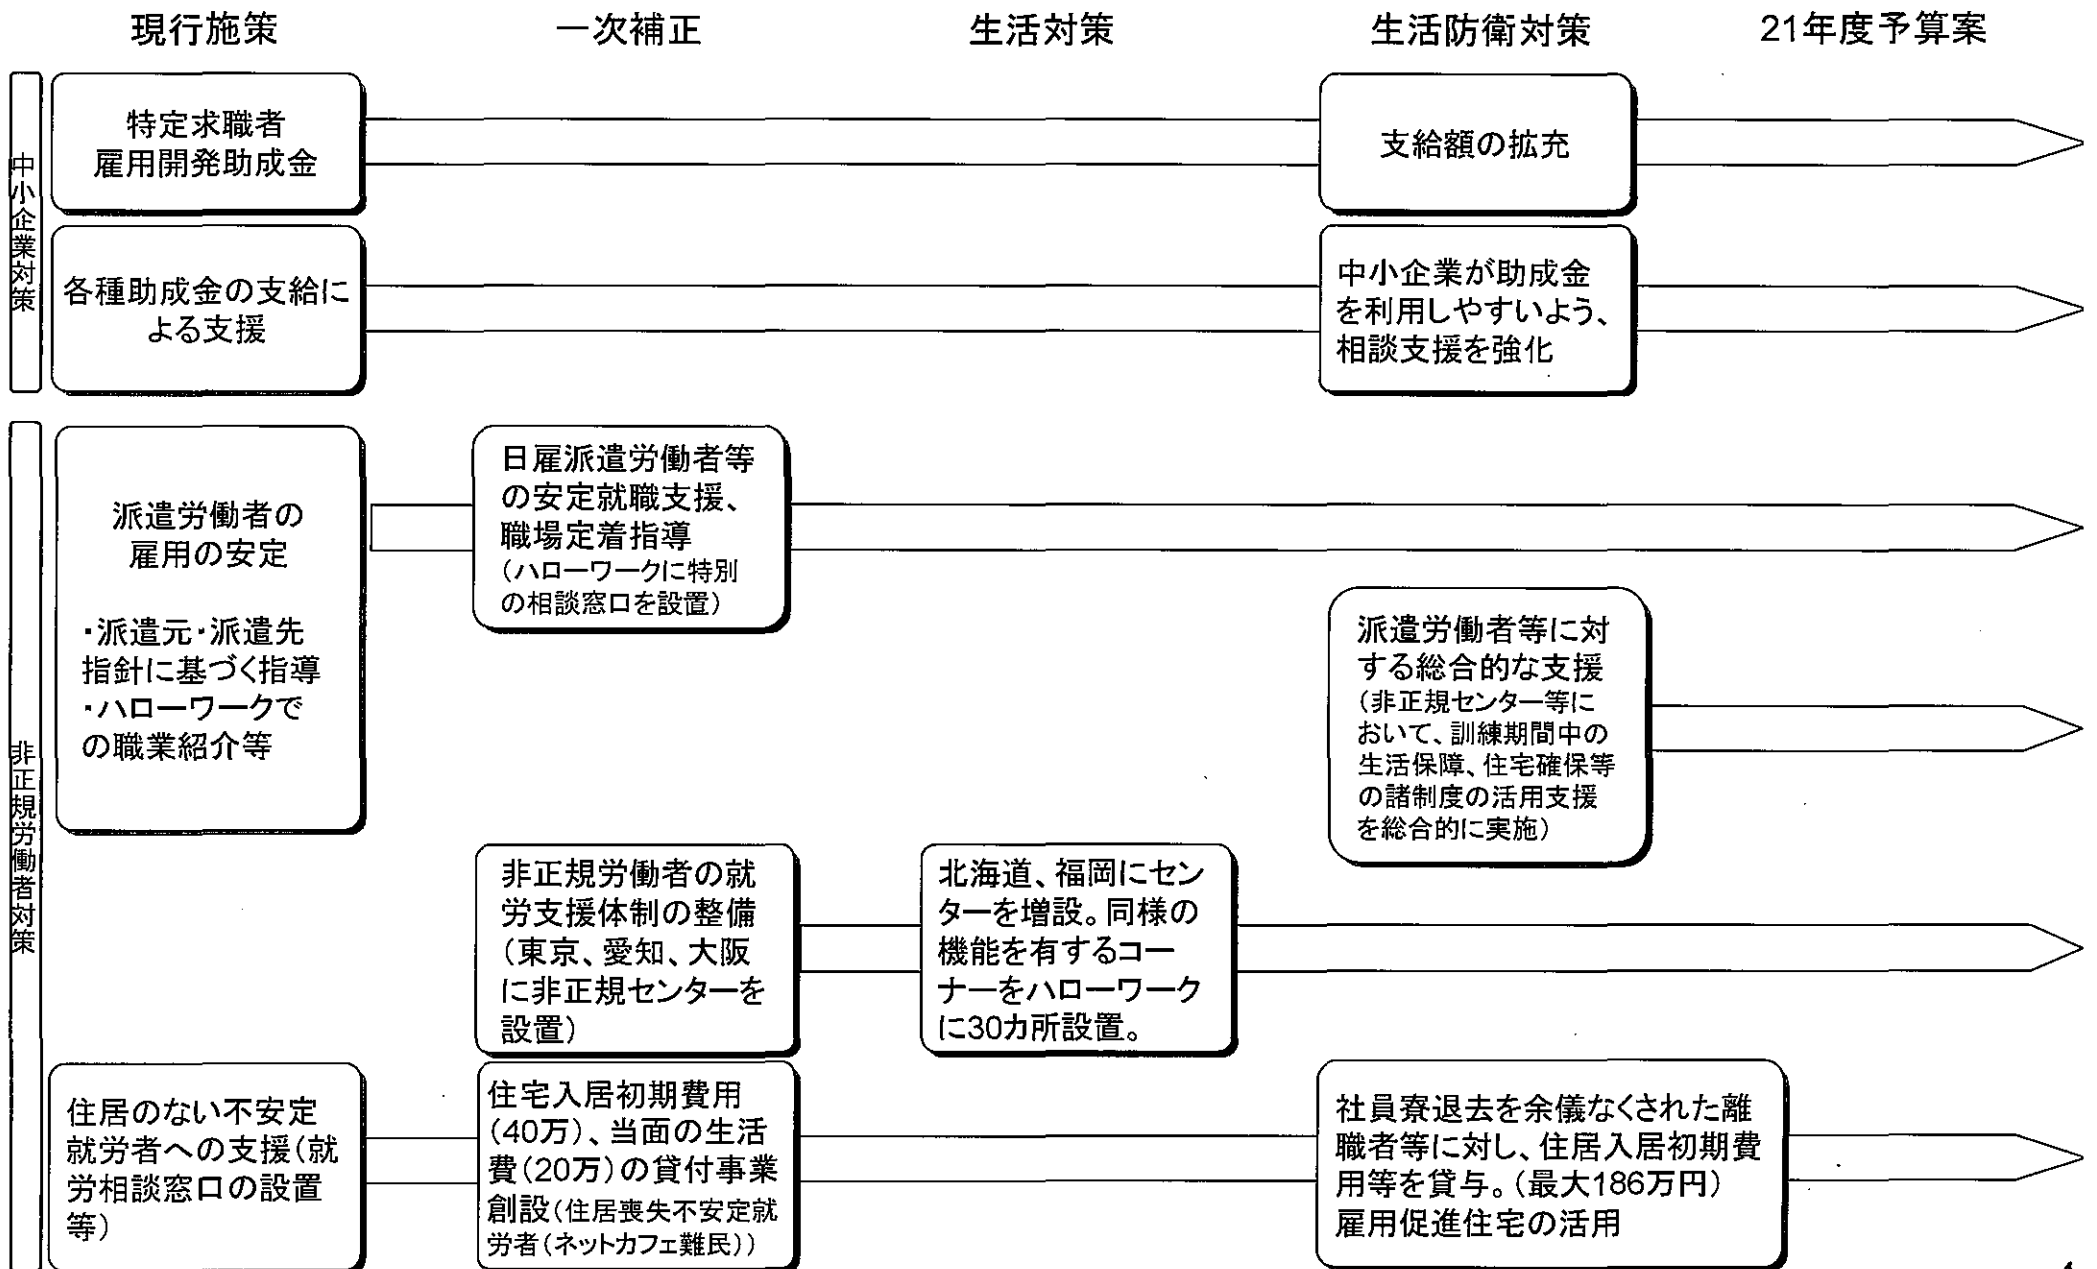 現行施策
一次補正
生活対策
生活防衛対策
21年度予算案
中小企業対策
特定求職者
雇用開発助成金
支給額の拡充
各種助成金の支給に
よる支援
中小企業が助成金
を利用しやすいよう、
相談支援を強化
非正規労働者対策
派遣労働者の
雇用の安定
・派遣元・派遣先
指針に基づく指導
・ハローワークで
の職業紹介等
日雇派遣労働者等
の安定就職支援、
職場定着指導
(ハローワークに特別
の相談窓口を設置)
派遣労働者等に対
する総合的な支援
(非正規センター等に
おいて、訓練期間中の
生活保障、住宅確保等
の諸制度の活用支援
を総合的に実施)
非正規労働者の就
労支援体制の整備
(東京、愛知、大阪
に非正規センターを
設置)
北海道、福岡にセン
ターを増設。同様の
機能を有するコー
ナーをハローワーク
に30カ所設置。
住居のない不安定
就労者への支援(就
労相談窓口の設置
等)
住宅入居初期費用
(40万)、当面の生活
費(20万)の貸付事業
創設(住居喪失不安定就
労者(ネットカフェ難民))
社員寮退去を余儀なくされた離
職者等に対し、住居入居初期費
用等を貸与。(最大186万円)
雇用促進住宅の活用